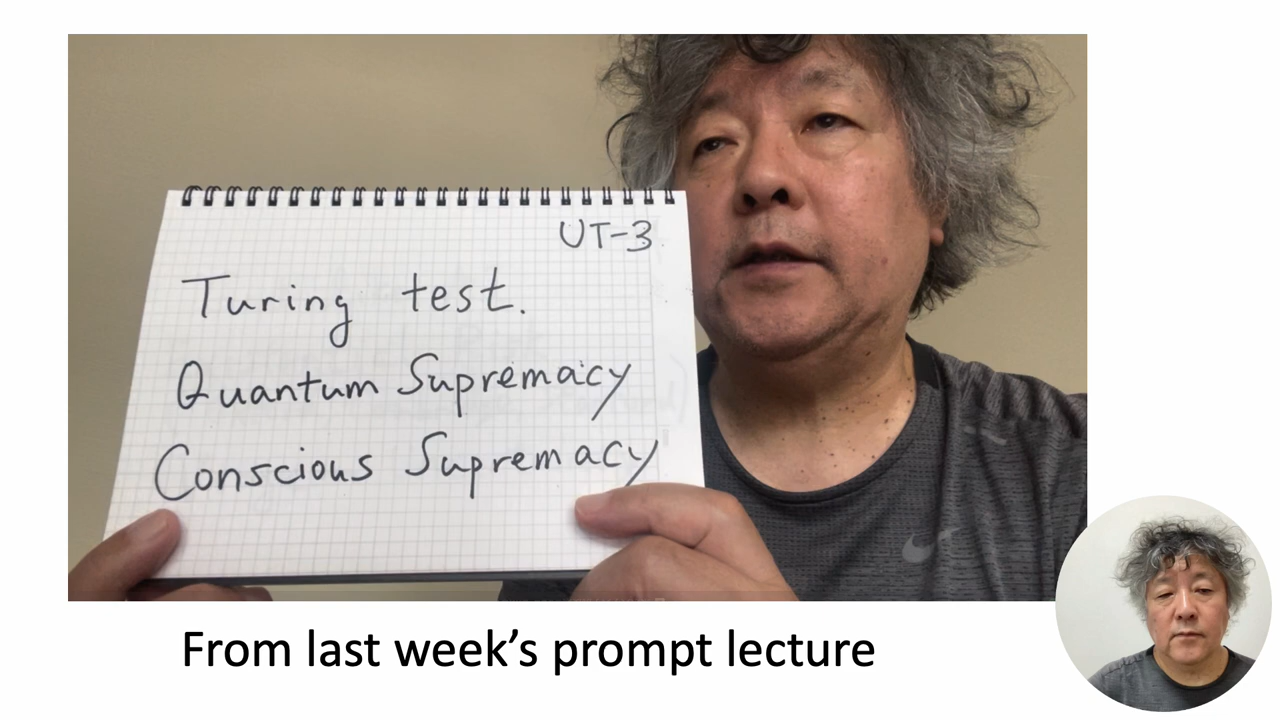 UT-3
Turing test.
Quantum Supremacy
Conscious Supremacy
From last week's prompt lecture